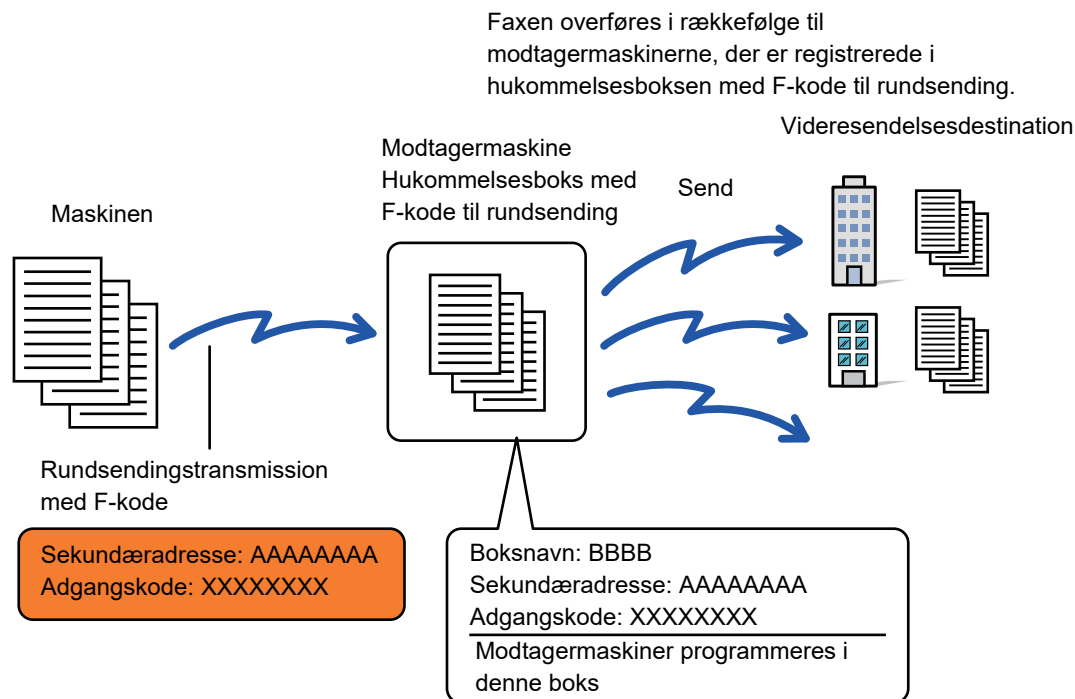 Faxen overføres i rækkefølge til
modtagermaskinerne, der er registrerede i
hukommelsesboksen med F-kode til rundsending.
Videresendelsesdestination
Modtagermaskine
Hukommelsesboks med
F-kode til rundsending
Send
Maskinen
Rundsendingstransmission
med F-kode
Sekundæradresse: AAAAAAAA
Adgangskode: XXXXXXXX
Boksnavn: BBBB
Sekundæradresse: AAAAAAAA
Adgangskode: XXXXXXXX
Modtagermaskiner programmeres i
denne boks